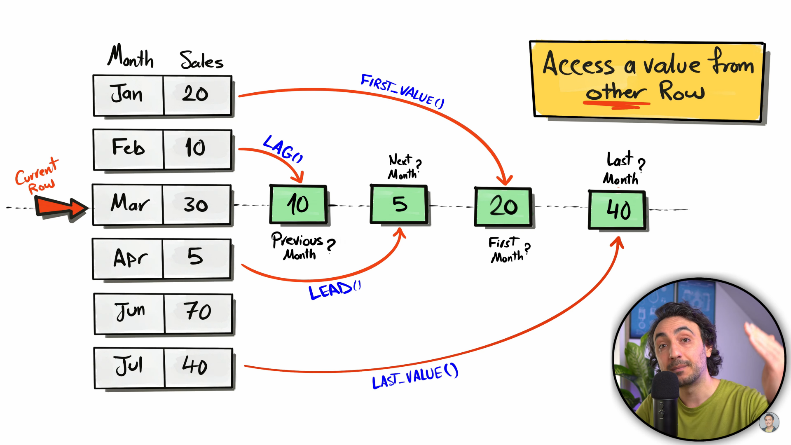 Month Sales
Jan 20
Feb 10
Mar 30
Apr 5
Jun 70
Jul 40
Current
Row
FIRST_VALUE()
LAG()
LEAD()
LAST_VALUE()
10
Previous
Month?
Next
Month?
5
20
First
Month?
Last
Month?
40
Access a value from
other Row